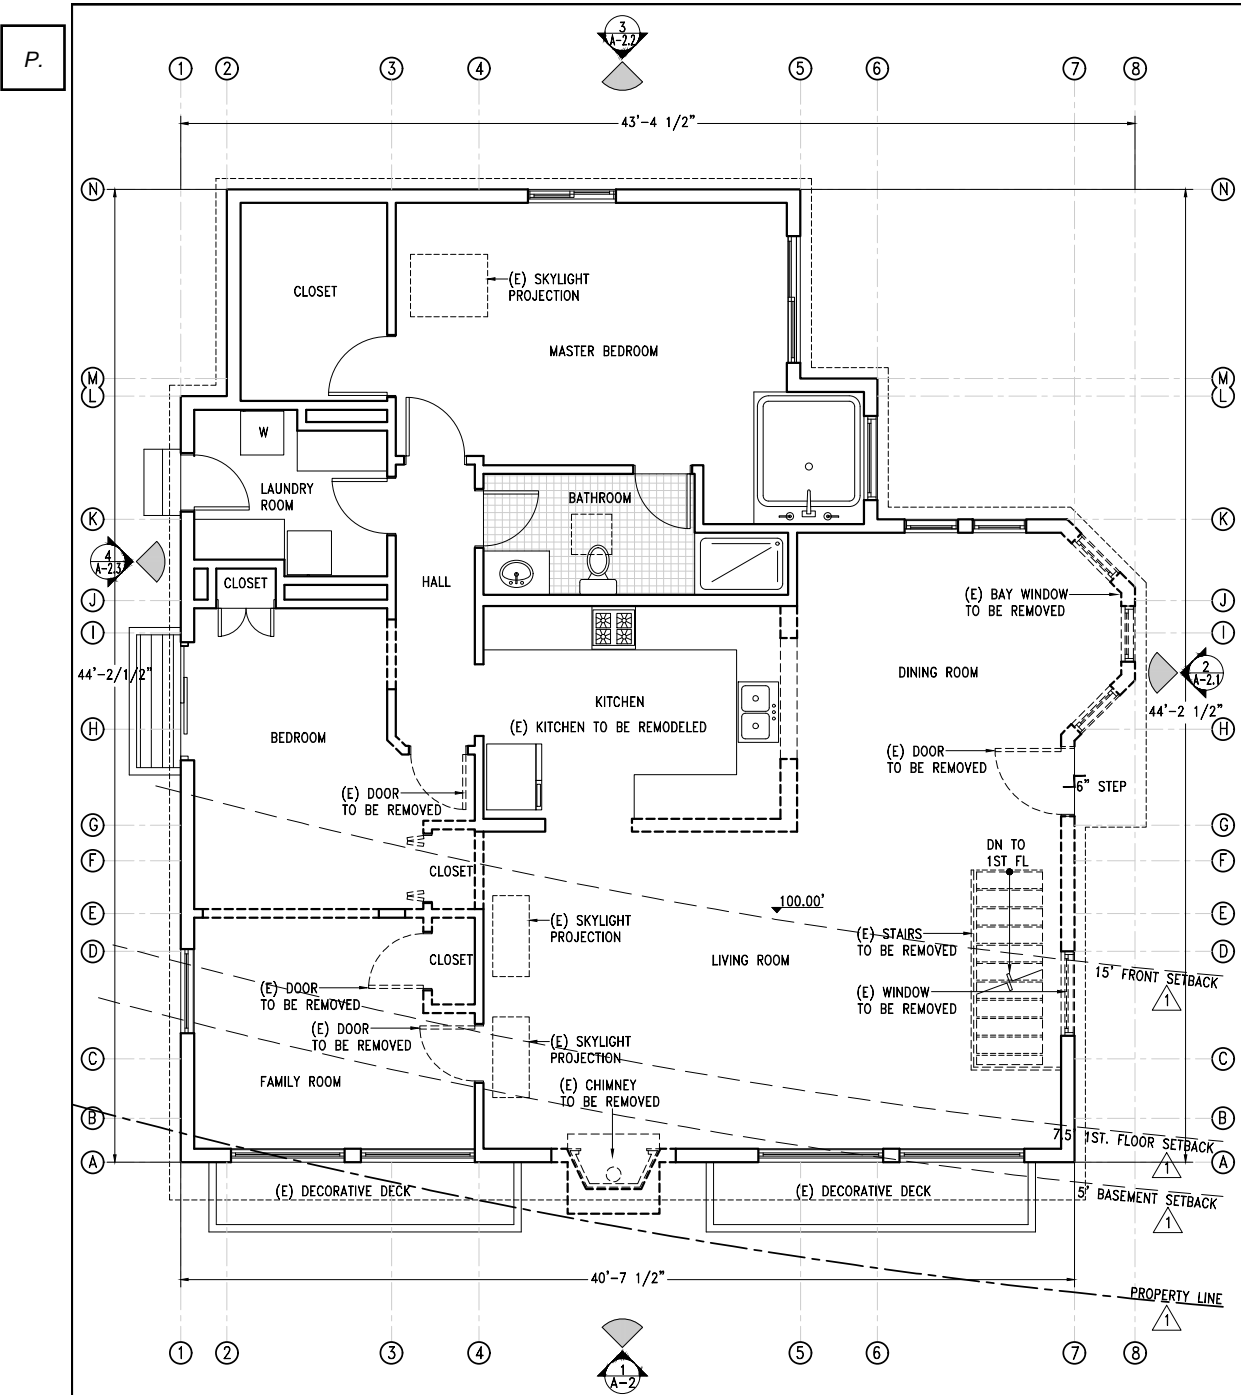 P.
3
A-2.2
1
2
3
4
5
6
7
8
43'-4 1/2"
N
N
CLOSET
(E) SKYLIGHT
PROJECTION
MASTER BEDROOM
M
M
L
L
W
LAUNDRY
ROOM
BATHROOM
K
K
4
A-2.3
CLOSET
HALL
(E) BAY WINDOW
TO BE REMOVED
J
J
I
I
44'-2/1/2"
DINING ROOM
2
A-2.1
KITCHEN
(E) KITCHEN TO BE REMODELED
44'-2 1/2"
H
H
BEDROOM
(E) DOOR
TO BE REMOVED
6" STEP
(E) DOOR
TO BE REMOVED
G
G
DN TO
1ST FL
F
F
CLOSET
100.00'
E
E
(E) SKYLIGHT
PROJECTION
(E) STAIRS
TO BE REMOVED
D
D
CLOSET
LIVING ROOM
15' FRONT SETBACK
1
(E) DOOR
TO BE REMOVED
(E) WINDOW
TO BE REMOVED
(E) DOOR
TO BE REMOVED
(E) SKYLIGHT
PROJECTION
C
C
FAMILY ROOM
(E) CHIMNEY
TO BE REMOVED
B
B
7.5' 1ST. FLOOR SETBACK
1
A
A
(E) DECORATIVE DECK
(E) DECORATIVE DECK
5' BASEMENT SETBACK
1
40'-7 1/2"
PROPERTY LINE
1
1
2
3
4
5
6
7
8
1
A-2